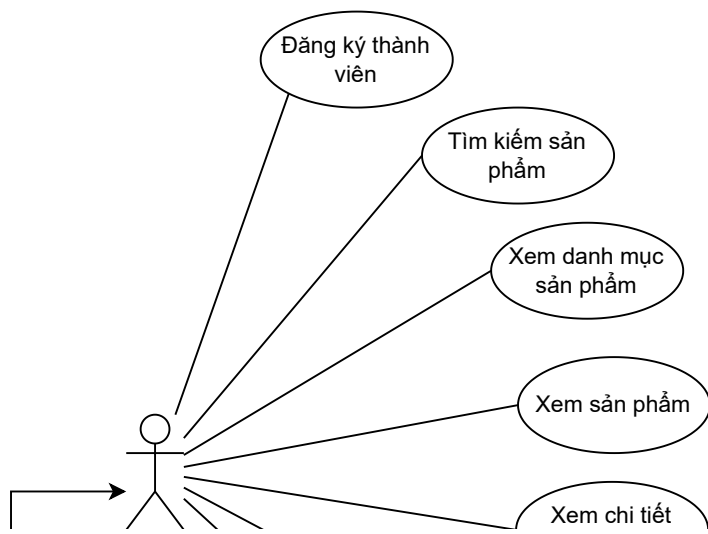 Đăng ký thành
viên
Tìm kiếm sản
phẩm
Xem danh mục
sản phẩm
Xem sản phẩm
Xem chi tiết